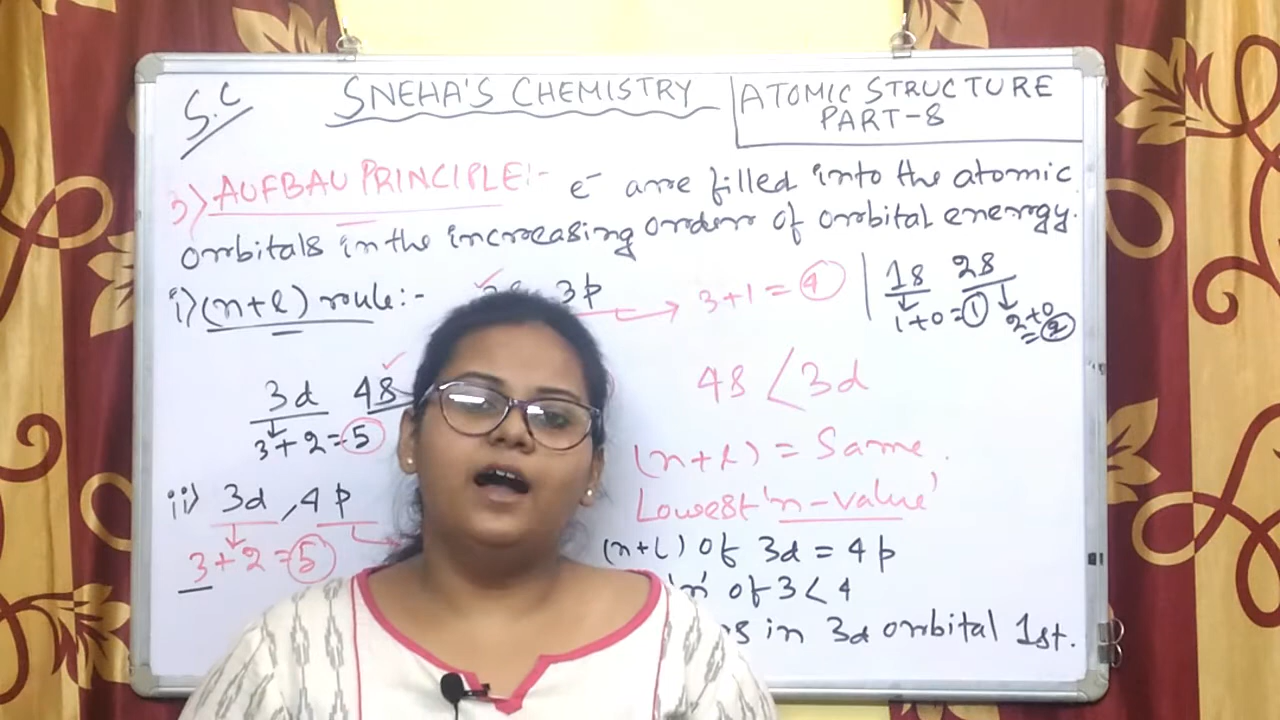 S.C
SNEHA'S CHEMISTRY
ATOMIC STRUCTURE
PART-8
3) AUFBAU PRINCIPLE:- e⁻ are filled into the atomic
orbitals in the increasing order of orbital energy.
i) (n+l) rule:- 3p → 3+1=4
1s 2s
1+0=1 2+0
=2
3d 4s
3+2=5
4s < 3d
(n+l) = Same.
Lowest 'n-value'
ii) 3d, 4p
3+2=5
(n+l) of 3d = 4p
'n' of 3<4
in 3d orbital 1st.